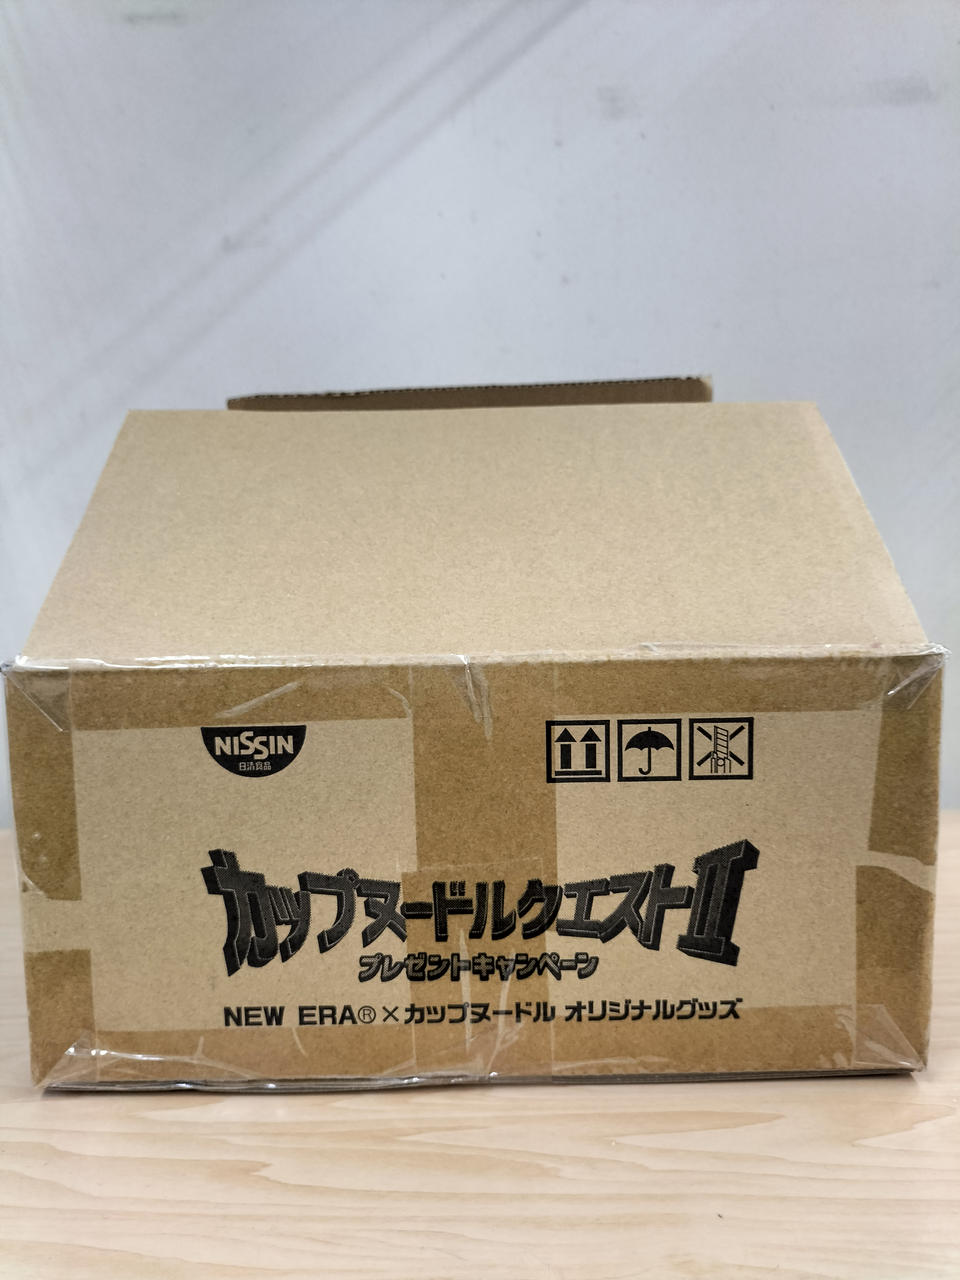 NISSIN
日清食品
カップヌードルクエストII
プレゼントキャンペーン
NEW ERA®×カップヌードル オリジナルグッズ